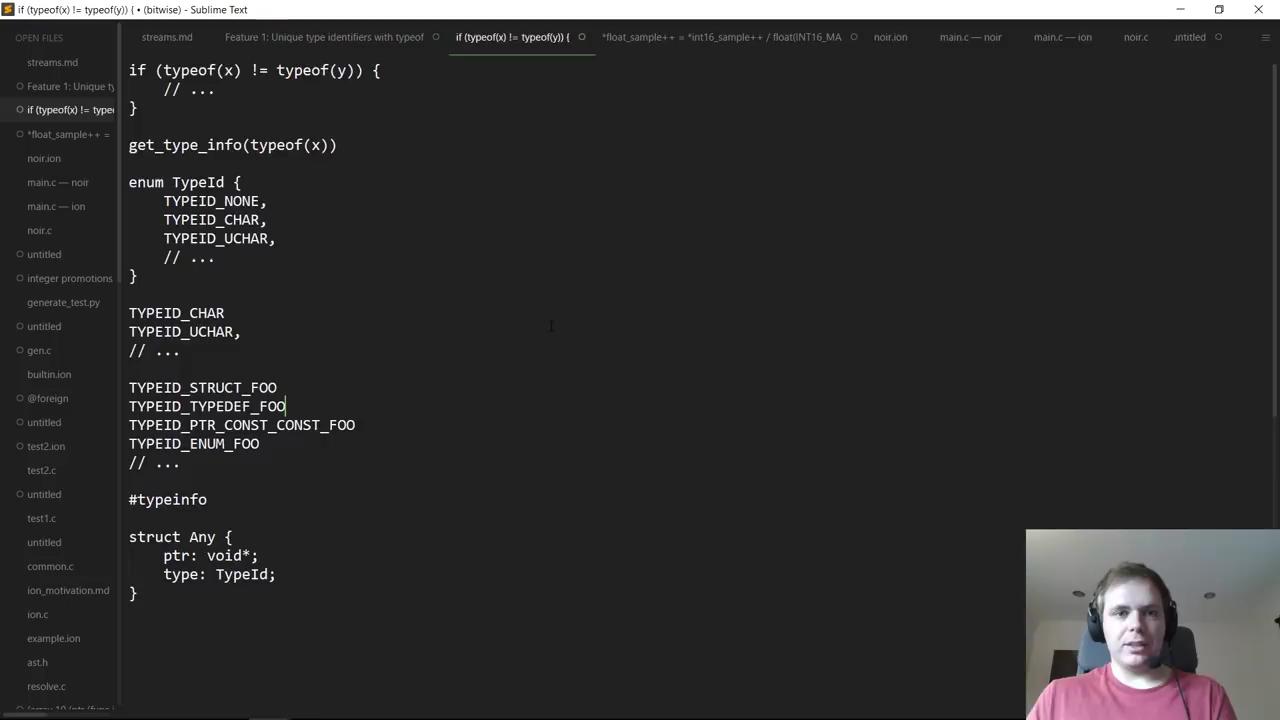 if (typeof(x) != typeof(y)) { • (bitwise) - Sublime Text
OPEN FILES
streams.md
Feature 1: Unique ty
if (typeof(x) != typeo
*float_sample++ =
noir.ion
main.c — noir
main.c — ion
noir.c
untitled
integer promotions
generate_test.py
untitled
gen.c
builtin.ion
@foreign
untitled
test2.ion
test2.c
untitled
test1.c
untitled
common.c
ion_motivation.md
ion.c
example.ion
ast.h
resolve.c
streams.md
Feature 1: Unique type identifiers with typeof
if (typeof(x) != typeof(y)) {
*float_sample++ = *int16_sample++ / float(INT16_MA
noir.ion
main.c — noir
main.c — ion
noir.c
untitled
if (typeof(x) != typeof(y)) {
// ...
}
get_type_info(typeof(x))
enum TypeId {
TYPEID_NONE,
TYPEID_CHAR,
TYPEID_UCHAR,
// ...
}
TYPEID_CHAR
TYPEID_UCHAR,
// ...
TYPEID_STRUCT_FOO
TYPEID_TYPEDEF_FOO
TYPEID_PTR_CONST_CONST_FOO
TYPEID_ENUM_FOO
// ...
#typeinfo
struct Any {
ptr: void*;
type: TypeId;
}